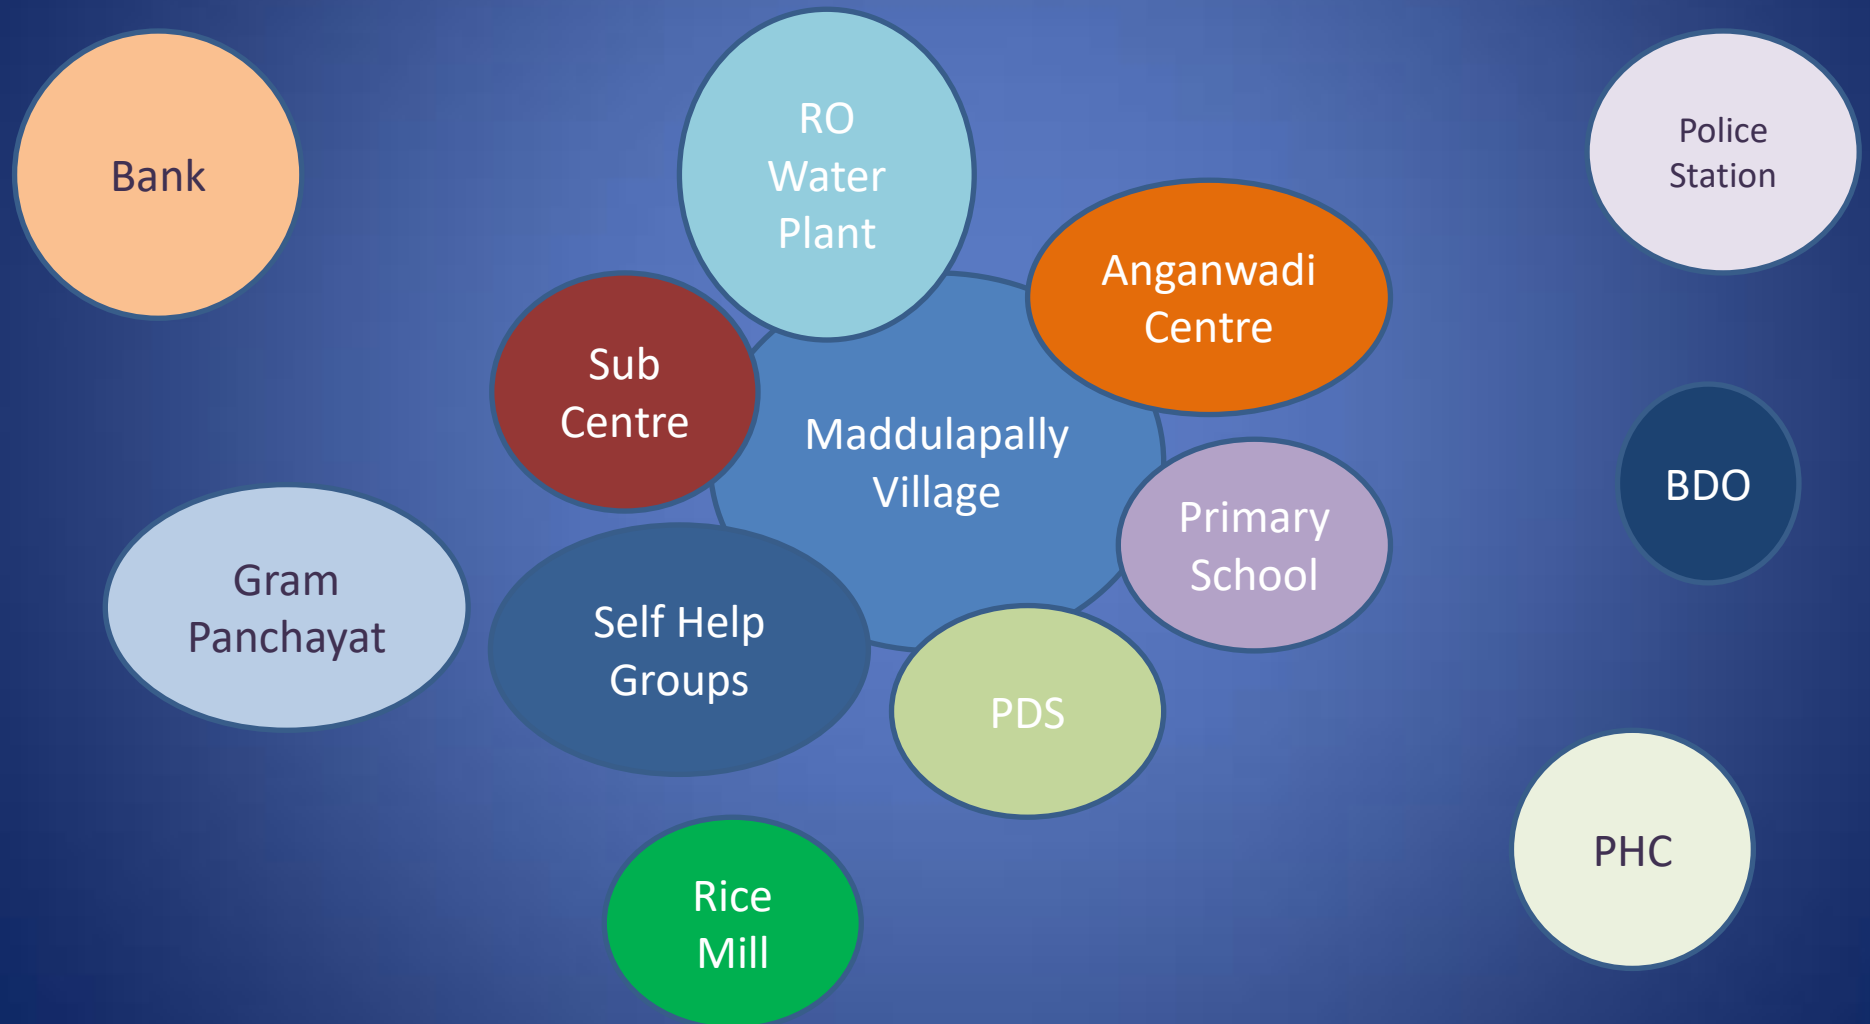 Bank
RO
Water
Plant
Police
Station
Anganwadi
Centre
Sub
Centre
Maddulapally
Village
BDO
Primary
School
Gram
Panchayat
Self Help
Groups
PDS
PHC
Rice
Mill